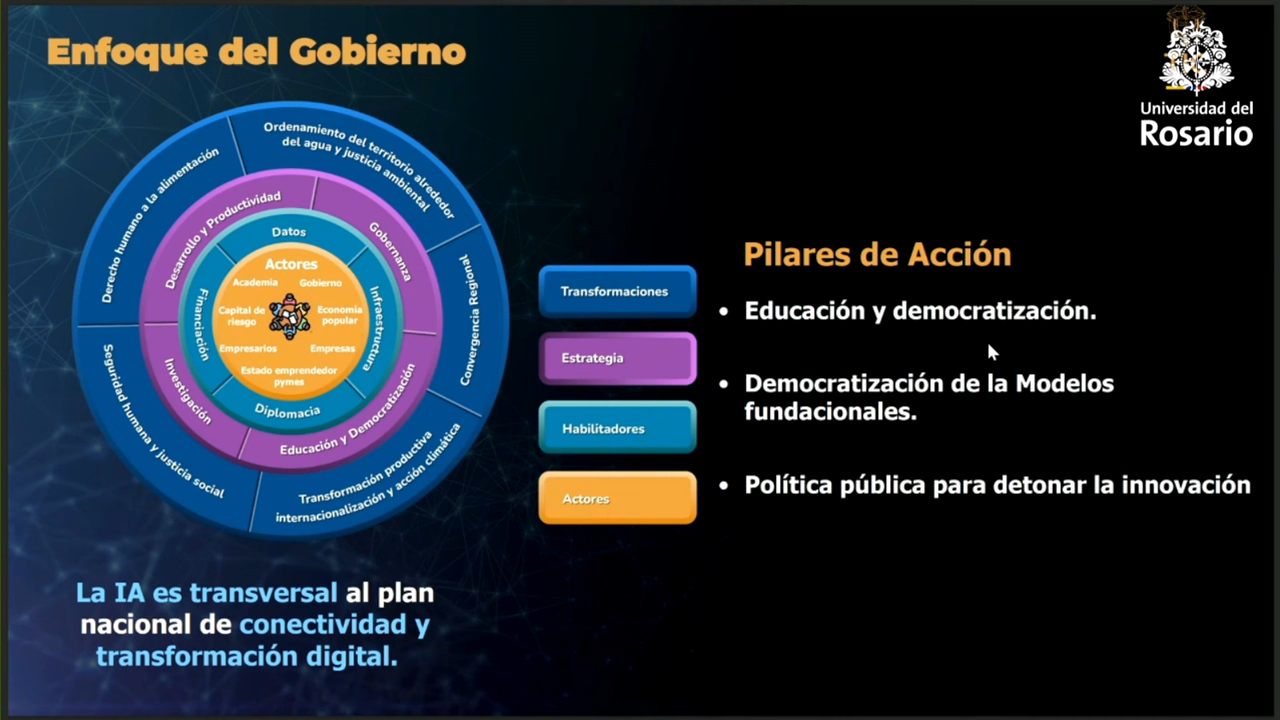 Enfoque del Gobierno
Universidad del
Rosario
Ordenamiento del territorio alrededor
del agua y justicia ambiental
Derecho humano a la alimentación
Convergencia Regional
Seguridad humana y justicia social
Transformación productiva
internacionalización y acción climática
Desarrollo y Productividad
Gobernanza
Investigación
Educación y Democratización
Datos
Financiación
Infraestructura
Diplomacia
Actores
Academia
Gobierno
Capital de
riesgo
Economía
popular
Empresarios
Empresas
Estado emprendedor
pymes
Transformaciones
Estrategia
Habilitadores
Actores
Pilares de Acción
• Educación y democratización.
• Democratización de la Modelos
fundacionales.
• Política pública para detonar la innovación
La IA es transversal al plan
nacional de conectividad y
transformación digital.